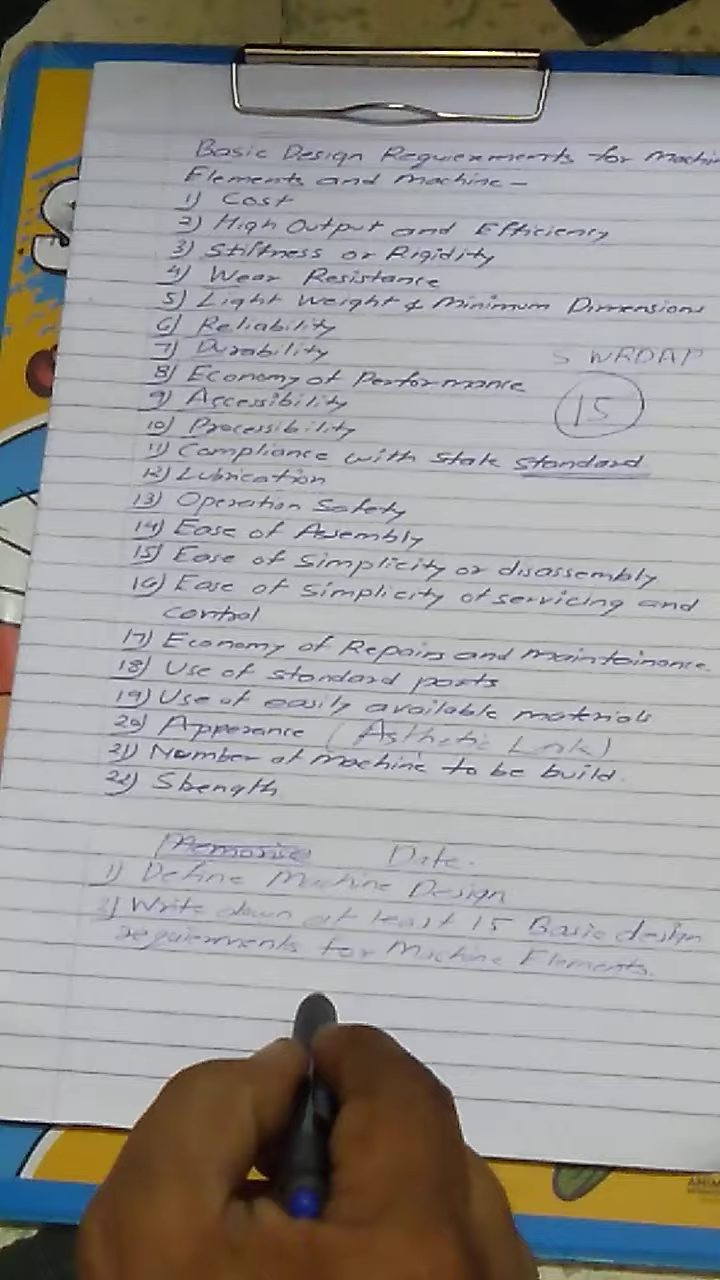 Basic Design Requirements for Machin
Elements and Machine -
1) Cost
2) High Output and Efficiency
3) Stiffness or Rigidity
4) Wear Resistance
5) Light Weight & Minimum Dimensions
6) Reliability
7) Durability
SWRDAP
8) Economy of Performance
9) Accessibility
15
10) Processibility
11) Compliance with State Standard
12) Lubrication
13) Operation Safety
14) Ease of Assembly
15) Ease of Simplicity or disassembly
16) Ease of Simplicity of servicing and
control
17) Economy of Repairs and maintainance.
18) Use of standard parts
19) Use of easily available materials
20) Apperance (Asthetic Look)
21) Number of machine to be build.
22) Strength
Memorise Date.
1) Define Machine Design
2) Write down at least 15 Basic design
requirements for Machine Elements.